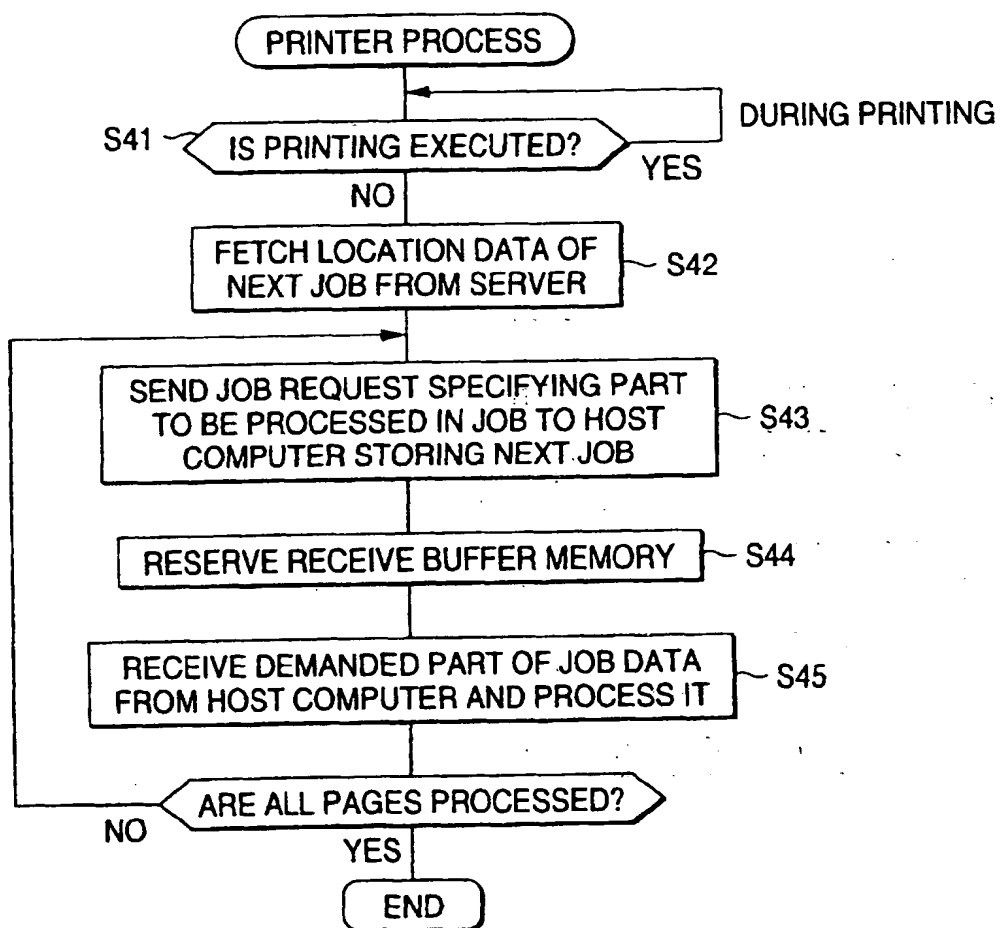 PRINTER PROCESS
DURING PRINTING
S41
IS PRINTING EXECUTED?
YES
NO
FETCH LOCATION DATA OF
NEXT JOB FROM SERVER
S42
SEND JOB REQUEST SPECIFYING PART
TO BE PROCESSED IN JOB TO HOST
COMPUTER STORING NEXT JOB
S43
RESERVE RECEIVE BUFFER MEMORY
S44
RECEIVE DEMANDED PART OF JOB DATA
FROM HOST COMPUTER AND PROCESS IT
S45
ARE ALL PAGES PROCESSED?
NO
YES
END